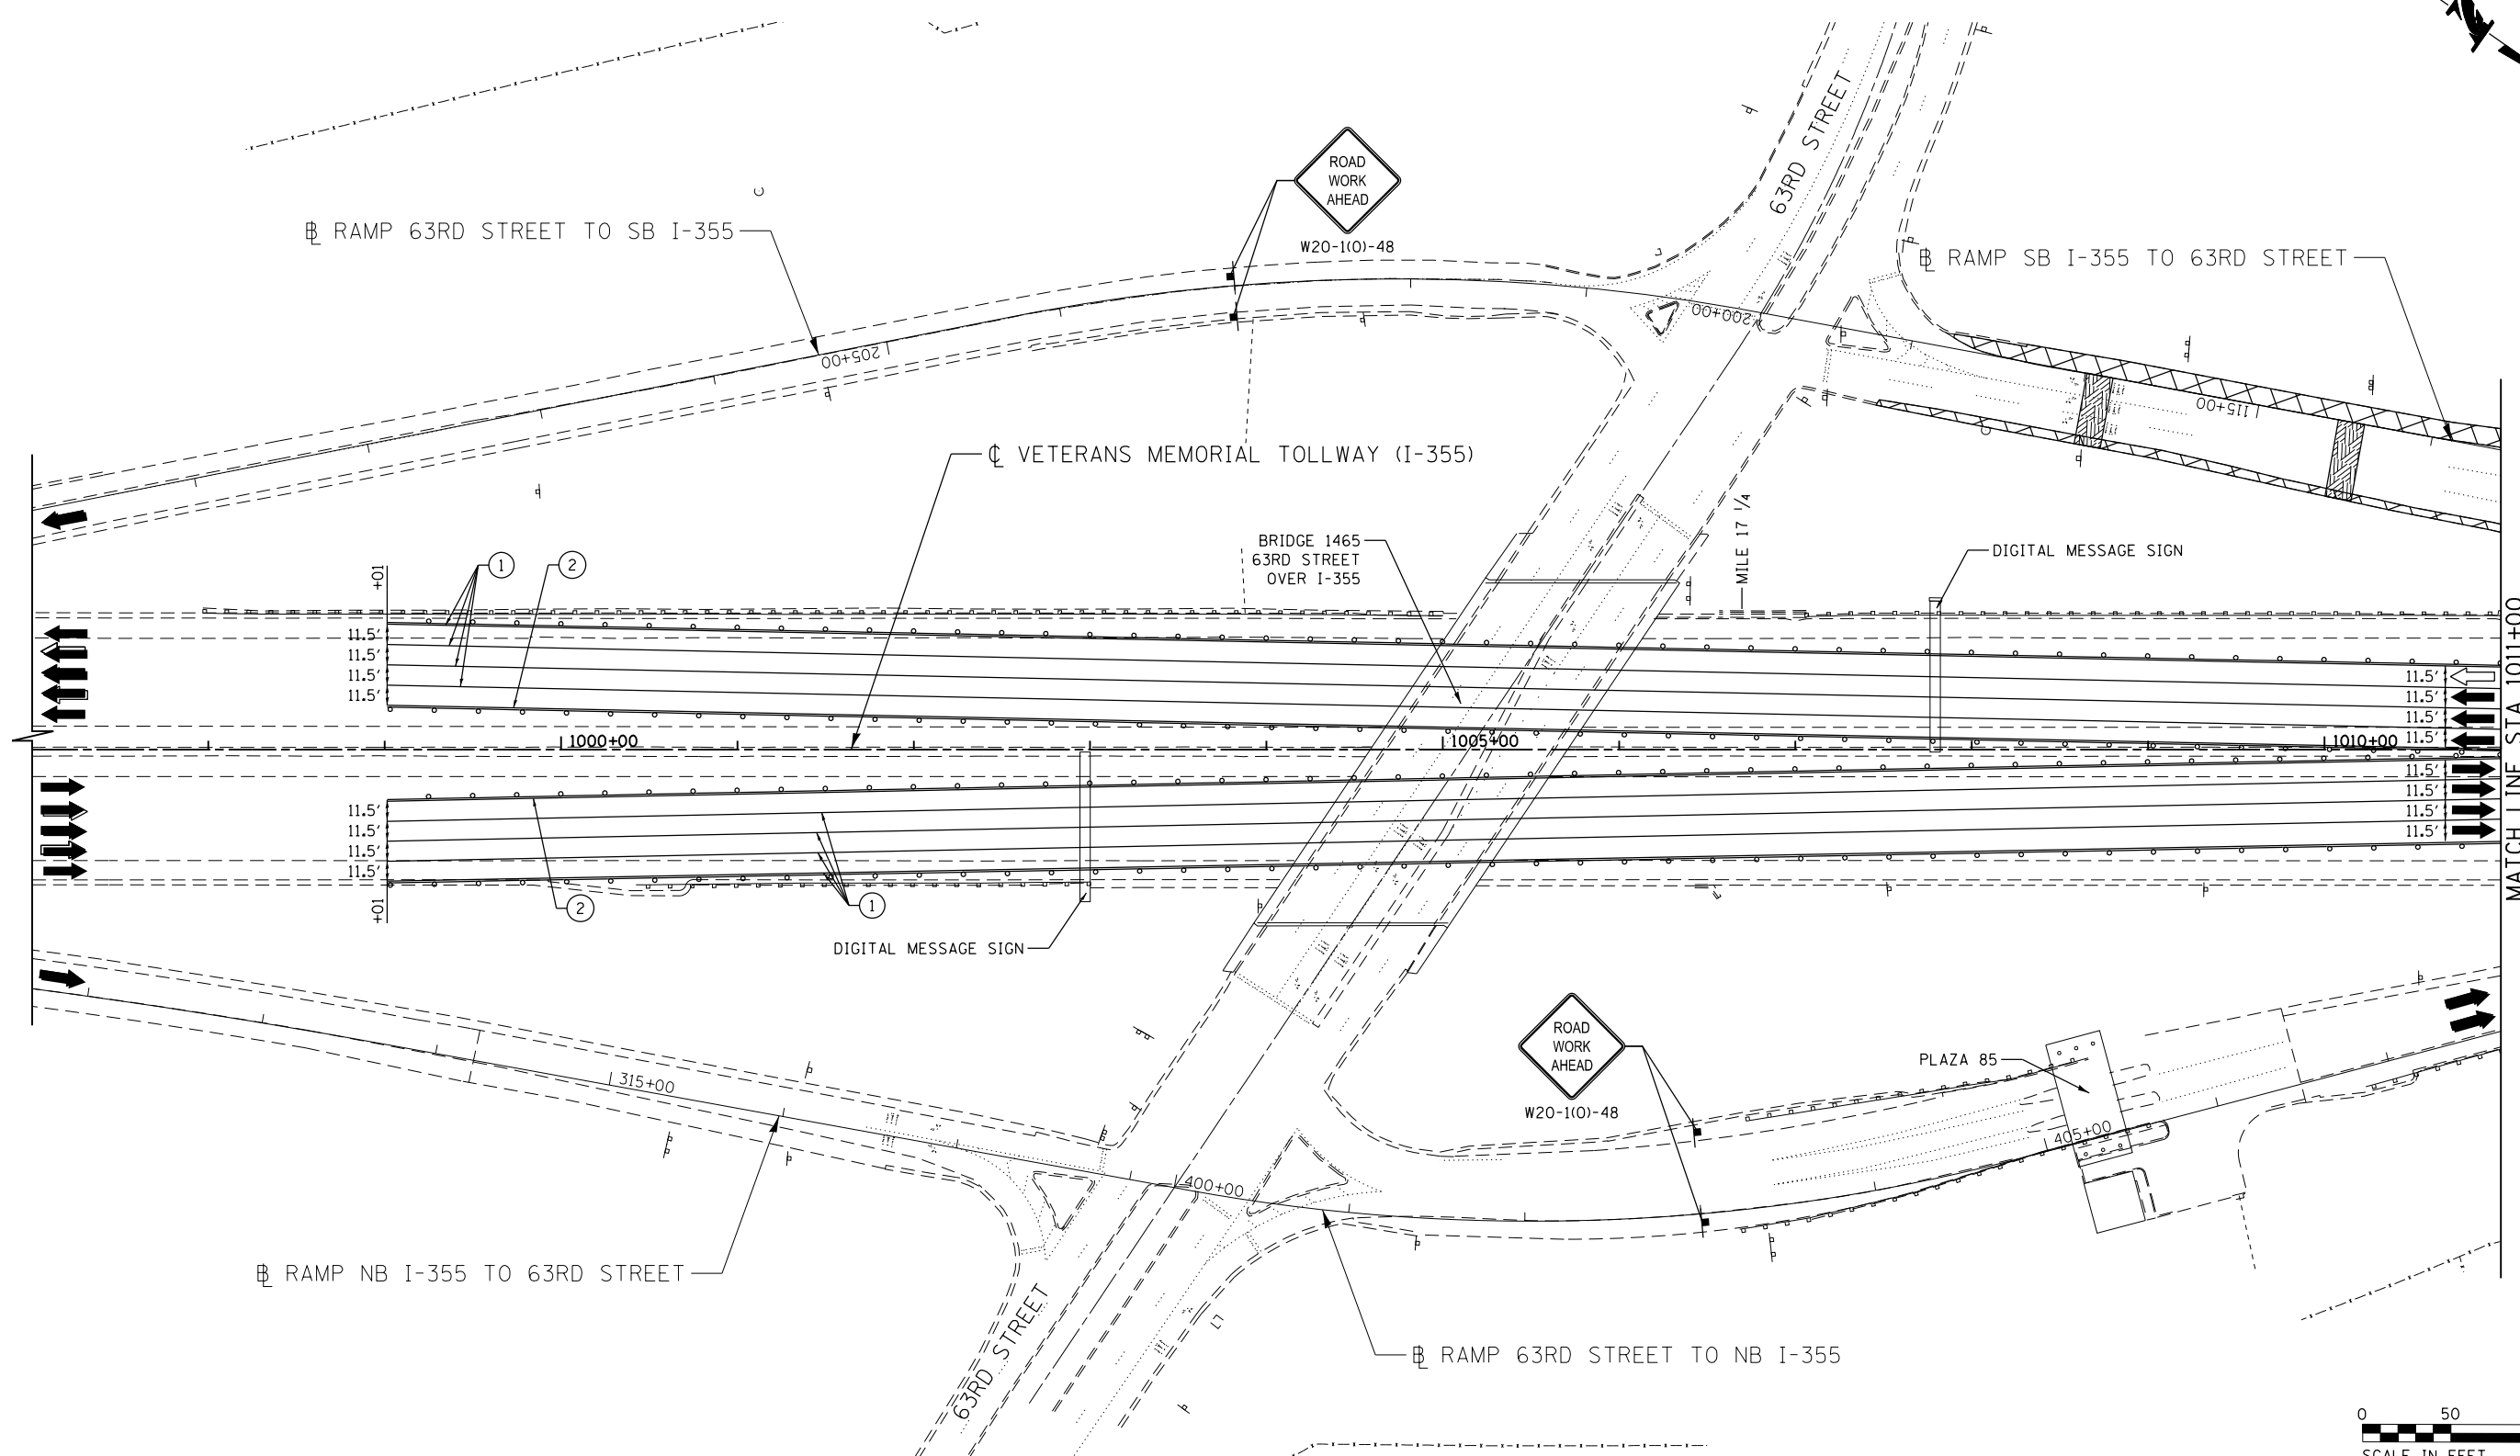 63RD STREET
ROAD
WORK
AHEAD
W20-1(O)-48
℄ RAMP 63RD STREET TO SB I-355
℄ RAMP SB I-355 TO 63RD STREET
200+00
205+00
115+00
℄ VETERANS MEMORIAL TOLLWAY (I-355)
BRIDGE 1465
63RD STREET
OVER I-355
MILE 17 1/4
DIGITAL MESSAGE SIGN
+01
1
2
11.5'
11.5'
11.5'
11.5'
11.5'
11.5'
11.5'
11.5'
1000+00
1005+00
1010+00
MATCH LINE STA 1011+00
11.5'
11.5'
11.5'
11.5'
11.5'
11.5'
11.5'
11.5'
+01
2
1
DIGITAL MESSAGE SIGN
ROAD
WORK
AHEAD
W20-1(O)-48
PLAZA 85
315+00
400+00
405+00
℄ RAMP NB I-355 TO 63RD STREET
63RD STREET
℄ RAMP 63RD STREET TO NB I-355
0 50
SCALE IN FEET